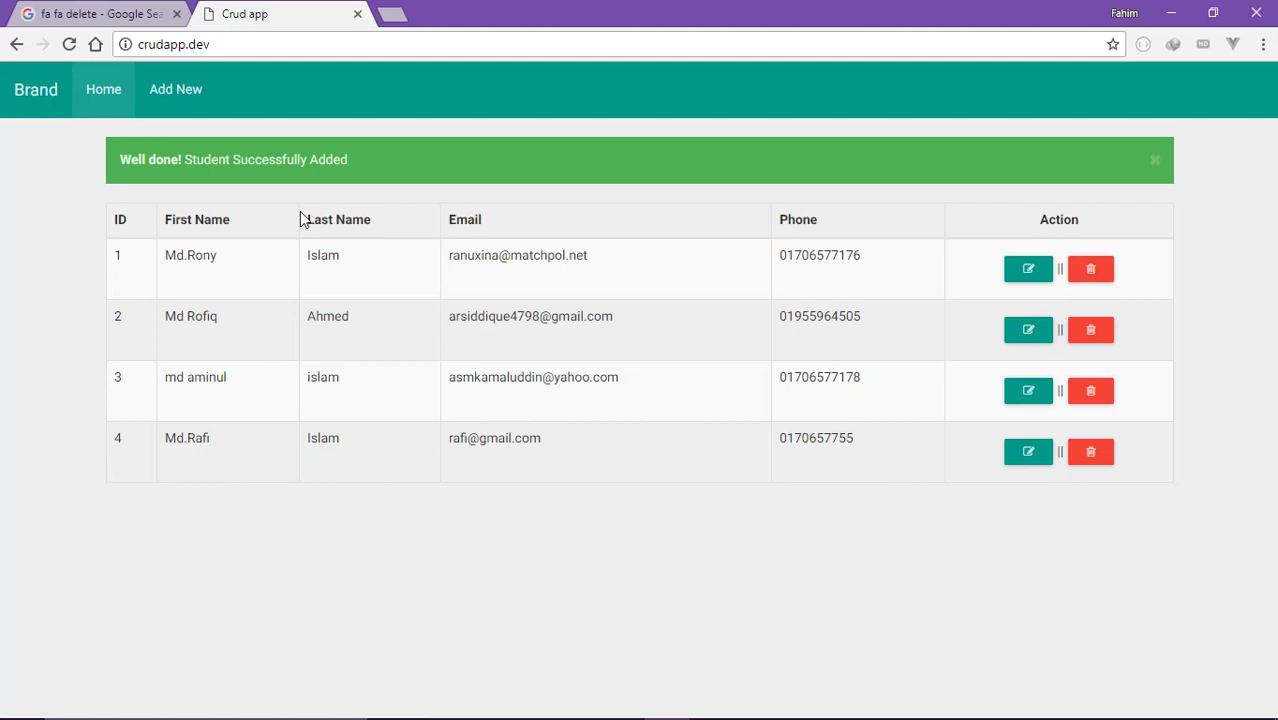 fa fa delete - Google Sea
Crud app
Fahim
crudapp.dev
HD
Brand Home Add New
Well done! Student Successfully Added
ID First Name Last Name Email Phone Action
1 Md.Rony Islam ranuxina@matchpol.net 01706577176 ||
2 Md Rofiq Ahmed arsiddique4798@gmail.com 01955964505 ||
3 md aminul islam asmkamaluddin@yahoo.com 01706577178 ||
4 Md.Rafi Islam rafi@gmail.com 0170657755 ||